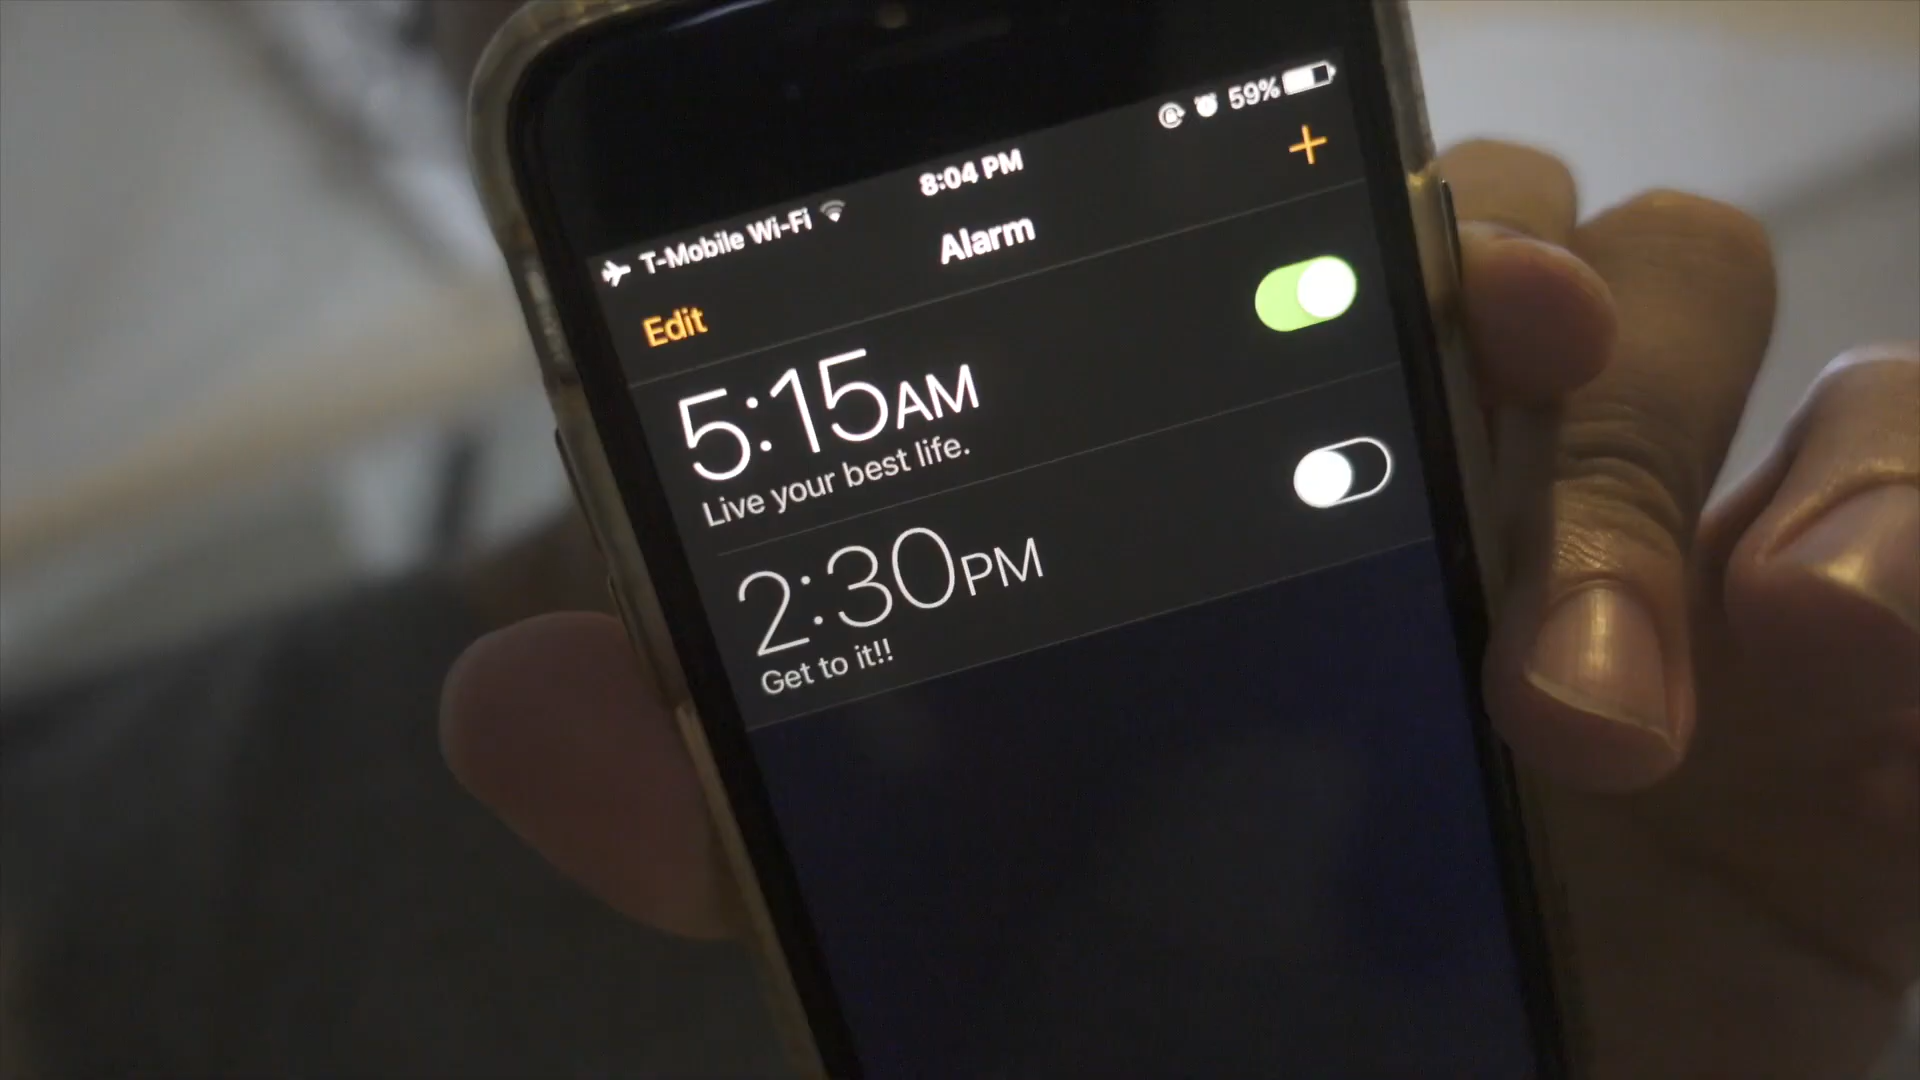 T-Mobile Wi-Fi 8:04 PM 59%
Edit Alarm +
5:15AM
Live your best life.
2:30PM
Get to it!!